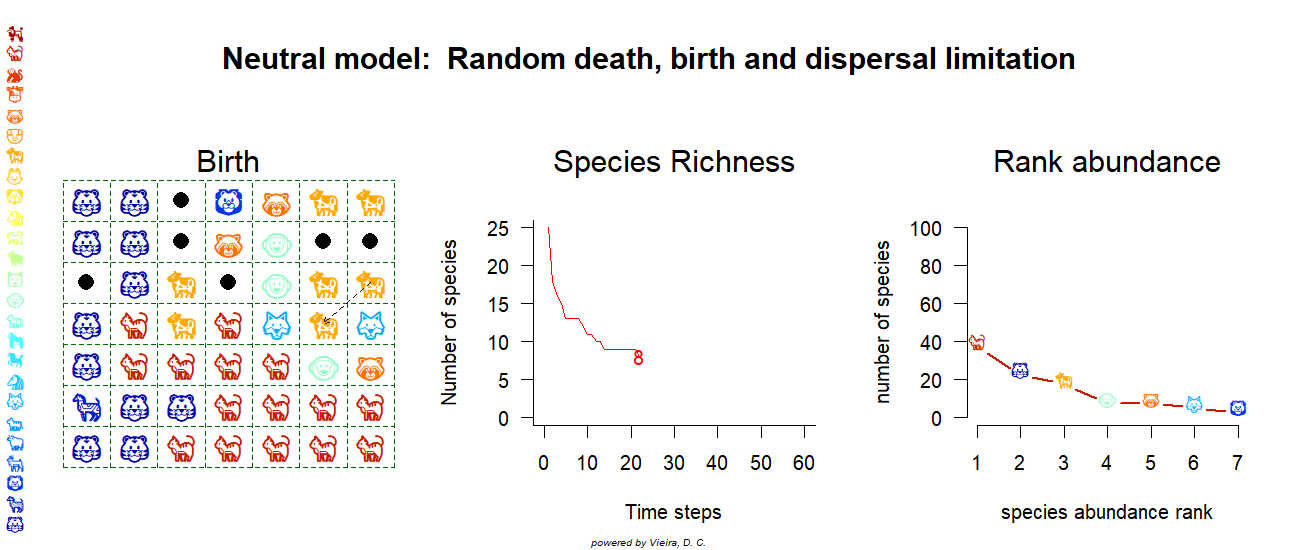 Neutral model:  Random death, birth and dispersal limitation
Birth
Species Richness
Number of species
25
20
15
10
5
0
8
0 10 20 30 40 50 60
Time steps
Rank abundance
number of species
100
80
60
40
20
0
1 2 3 4 5 6 7
species abundance rank
powered by Vieira, D. C.